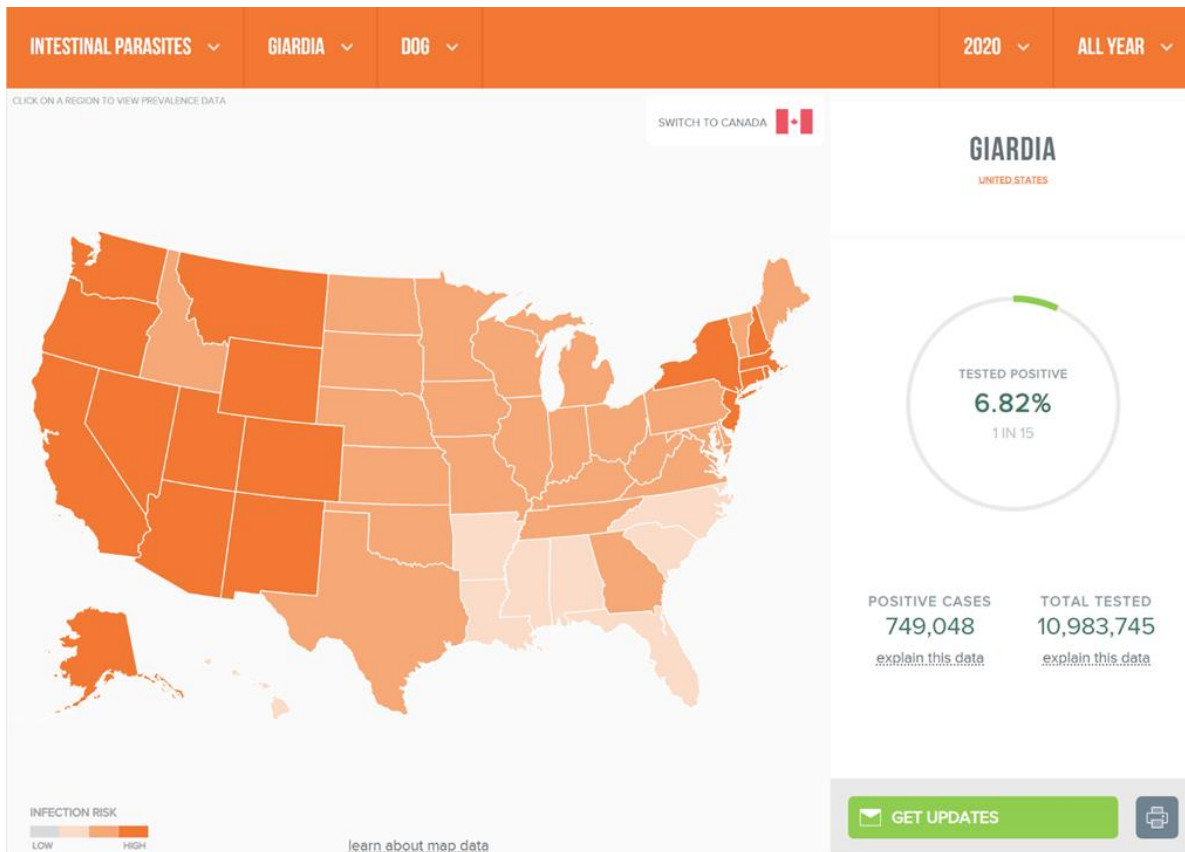 INTESTINAL PARASITES
GIARDIA
DOG
2020
ALL YEAR
CLICK ON A REGION TO VIEW PREVALENCE DATA
SWITCH TO CANADA
GIARDIA
UNITED STATES
TESTED POSITIVE
6.82%
1 IN 15
POSITIVE CASES
749,048
explain this data
TOTAL TESTED
10,983,745
explain this data
INFECTION RISK
LOW HIGH
learn about map data
GET UPDATES